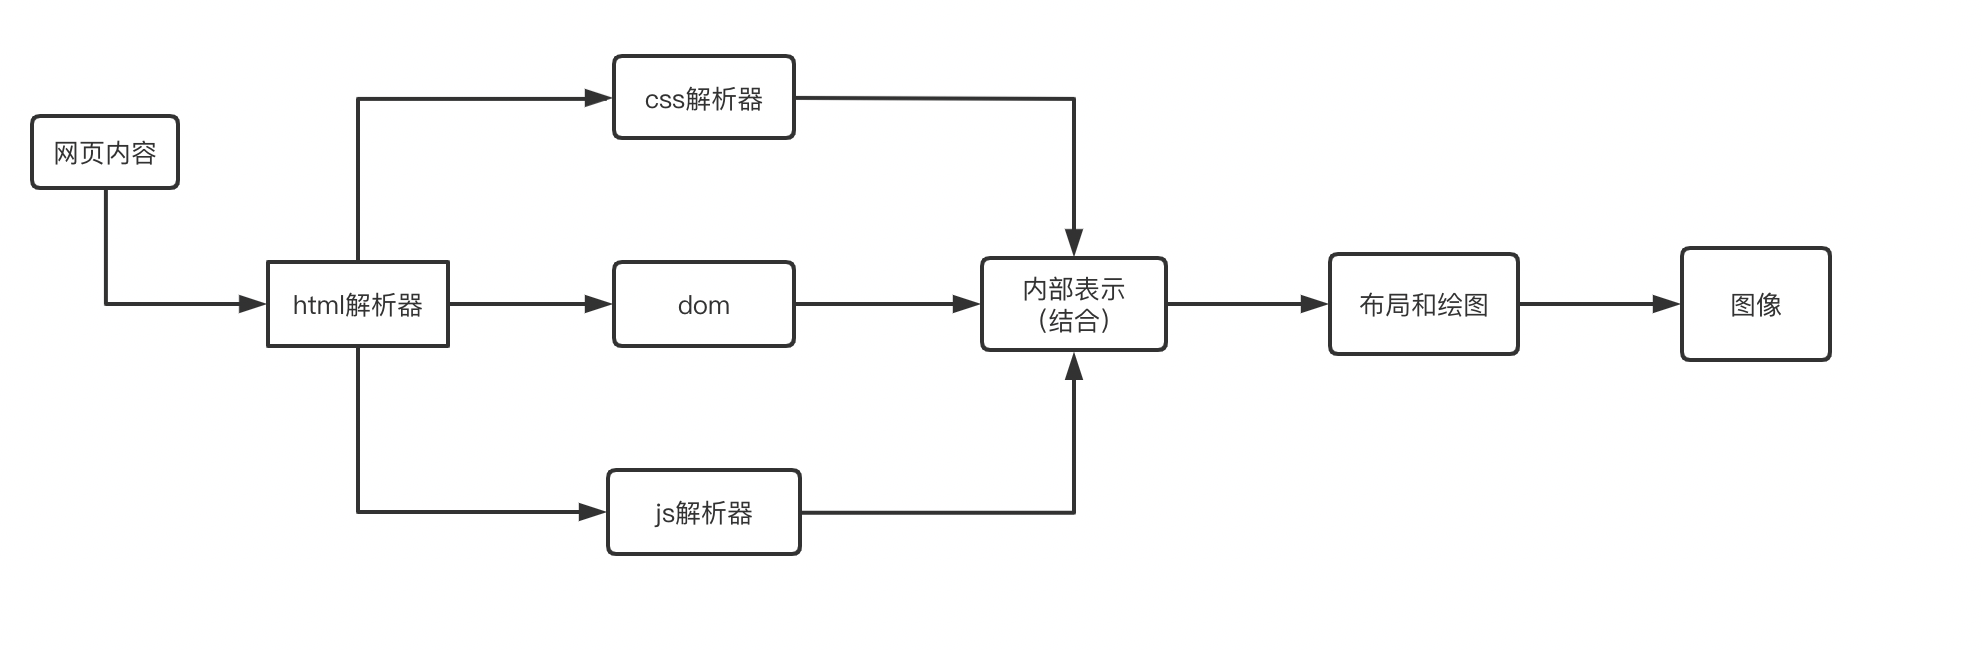 网页内容
html解析器
css解析器
dom
js解析器
内部表示
(结合)
布局和绘图
图像